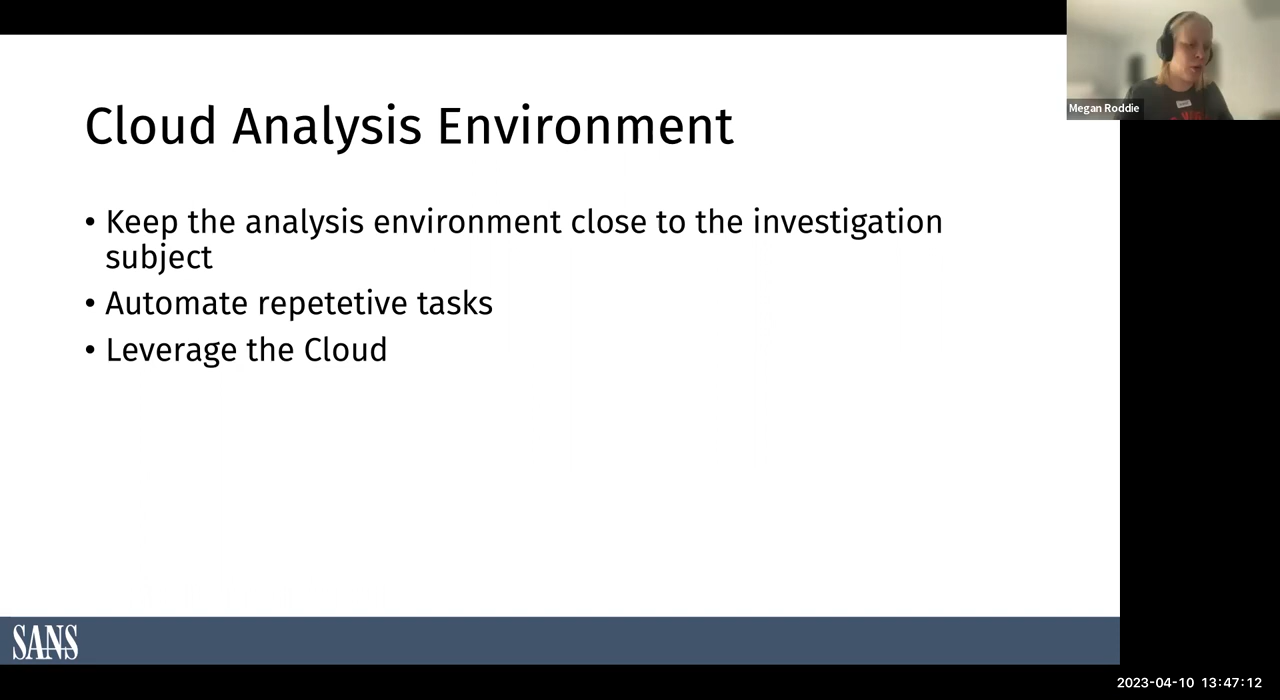 Cloud Analysis Environment
Megan Roddie
• Keep the analysis environment close to the investigation
subject
• Automate repetetive tasks
• Leverage the Cloud
SANS
2023-04-10 13:47:12